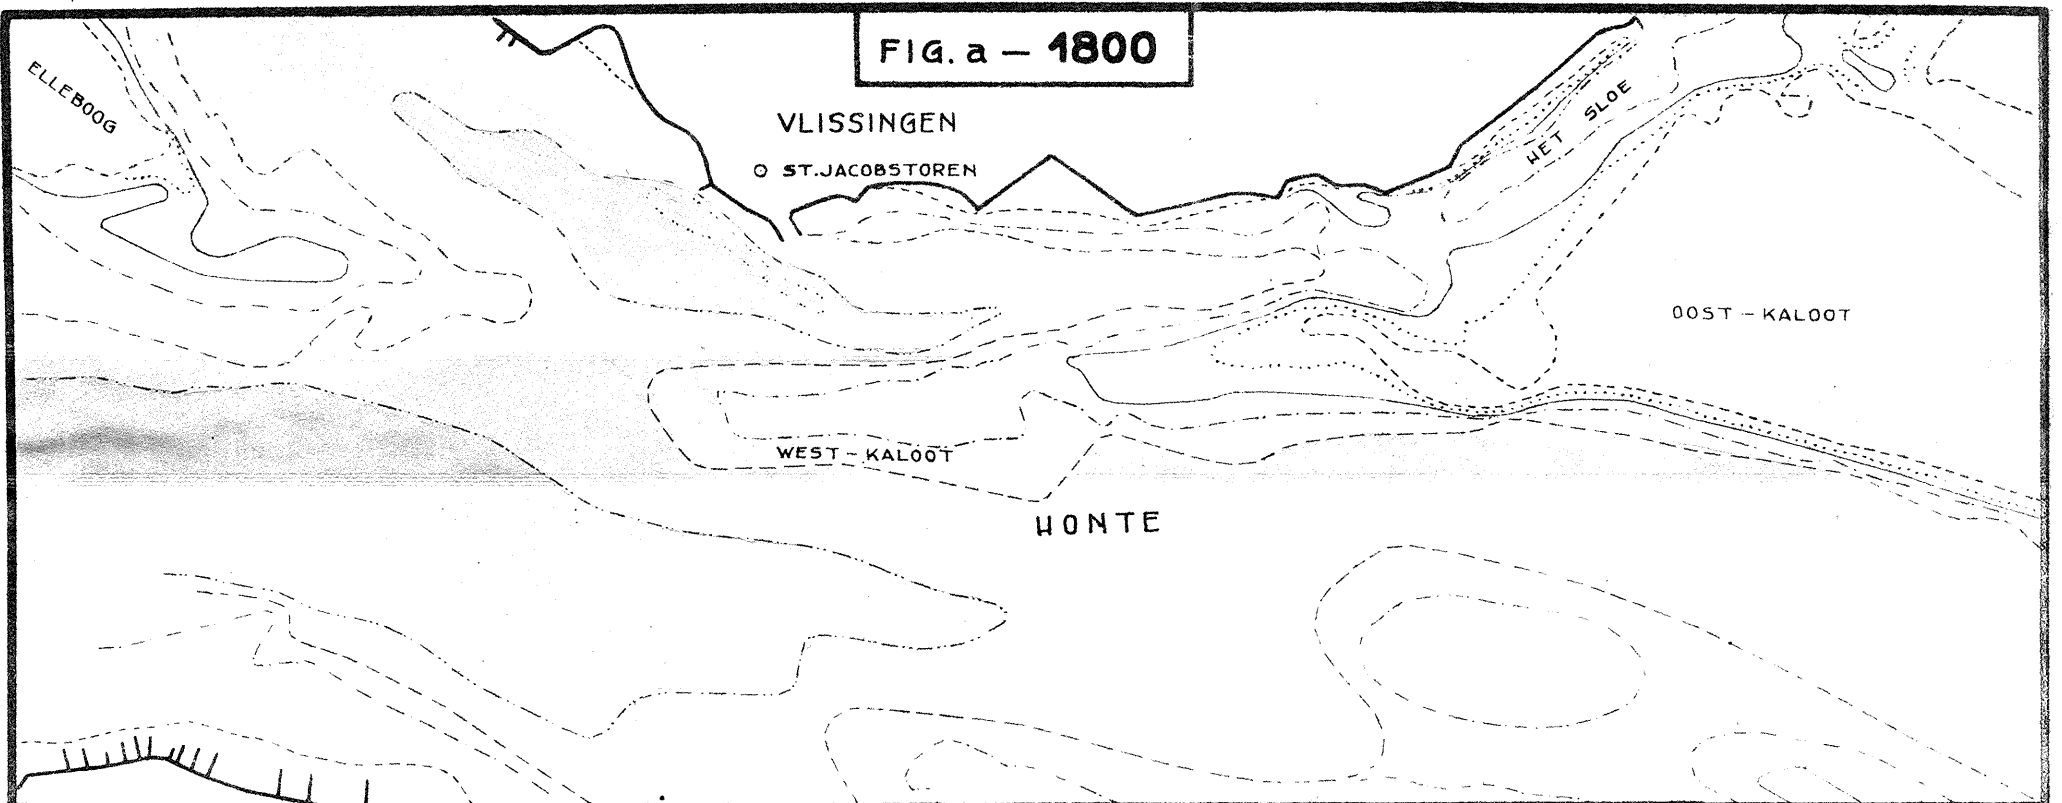 FIG. a – 1800
ELLEBOOG
VLISSINGEN
ST. JACOBSTOREN
HET SLOE
OOST – KALOOT
WEST – KALOOT
HONTE